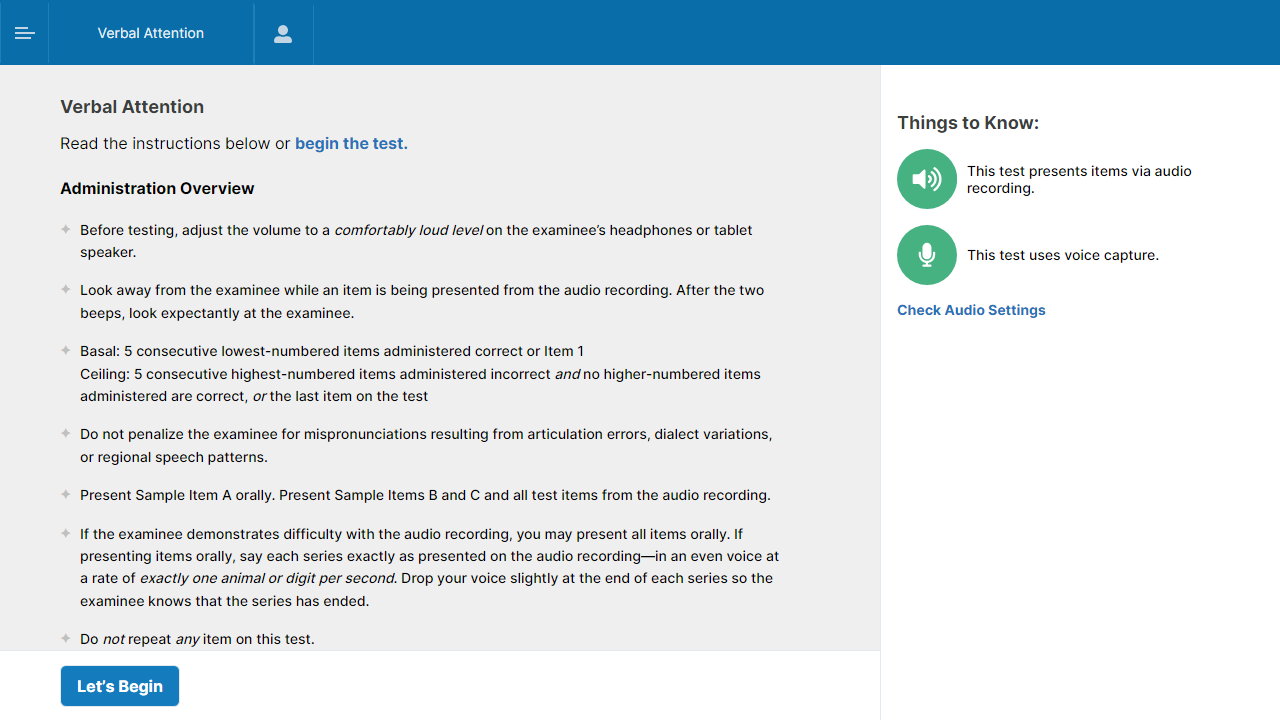 Verbal Attention
Verbal Attention
Read the instructions below or begin the test.
Administration Overview
Before testing, adjust the volume to a comfortably loud level on the examinee’s headphones or tablet
speaker.
Look away from the examinee while an item is being presented from the audio recording. After the two
beeps, look expectantly at the examinee.
Basal: 5 consecutive lowest-numbered items administered correct or Item 1
Ceiling: 5 consecutive highest-numbered items administered incorrect and no higher-numbered items
administered are correct, or the last item on the test
Do not penalize the examinee for mispronunciations resulting from articulation errors, dialect variations,
or regional speech patterns.
Present Sample Item A orally. Present Sample Items B and C and all test items from the audio recording.
If the examinee demonstrates difficulty with the audio recording, you may present all items orally. If
presenting items orally, say each series exactly as presented on the audio recording—in an even voice at
a rate of exactly one animal or digit per second. Drop your voice slightly at the end of each series so the
examinee knows that the series has ended.
Do not repeat any item on this test.
Let’s Begin
Things to Know:
This test presents items via audio
recording.
This test uses voice capture.
Check Audio Settings